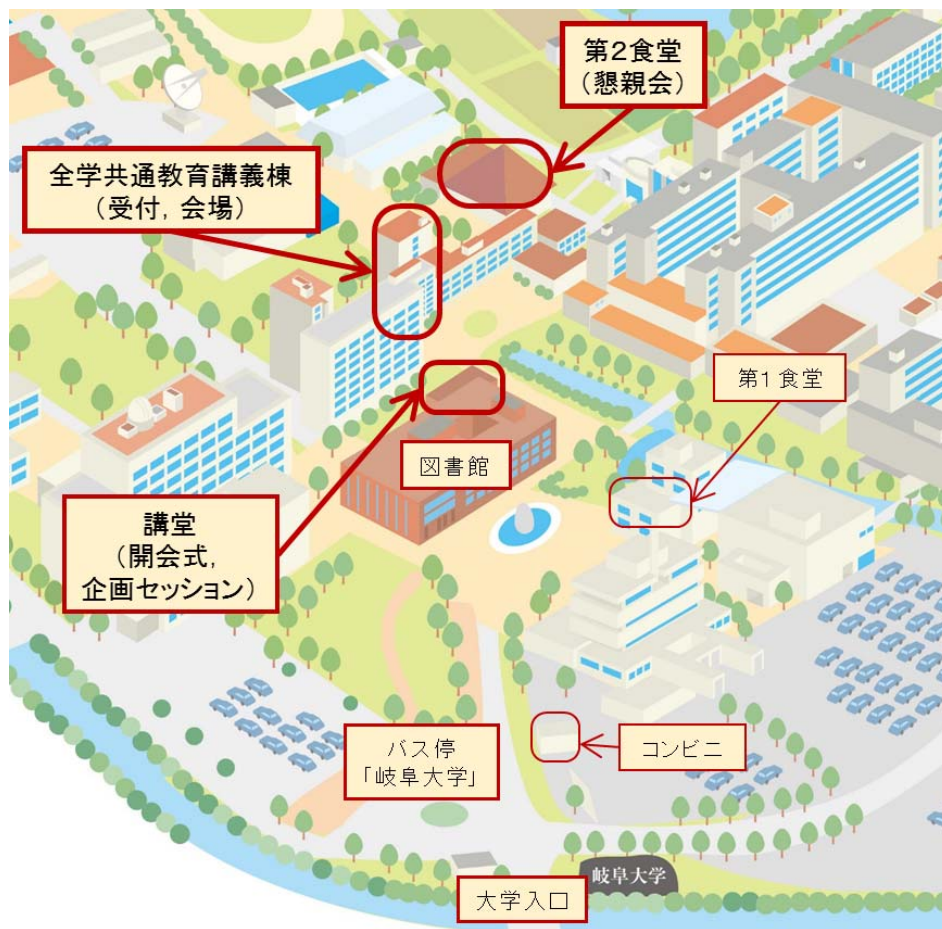 第2食堂
(懇親会)
全学共通教育講義棟
(受付, 会場)
第1食堂
図書館
講堂
(開会式,
企画セッション)
バス停
「岐阜大学」
コンビニ
岐阜大学
大学入口